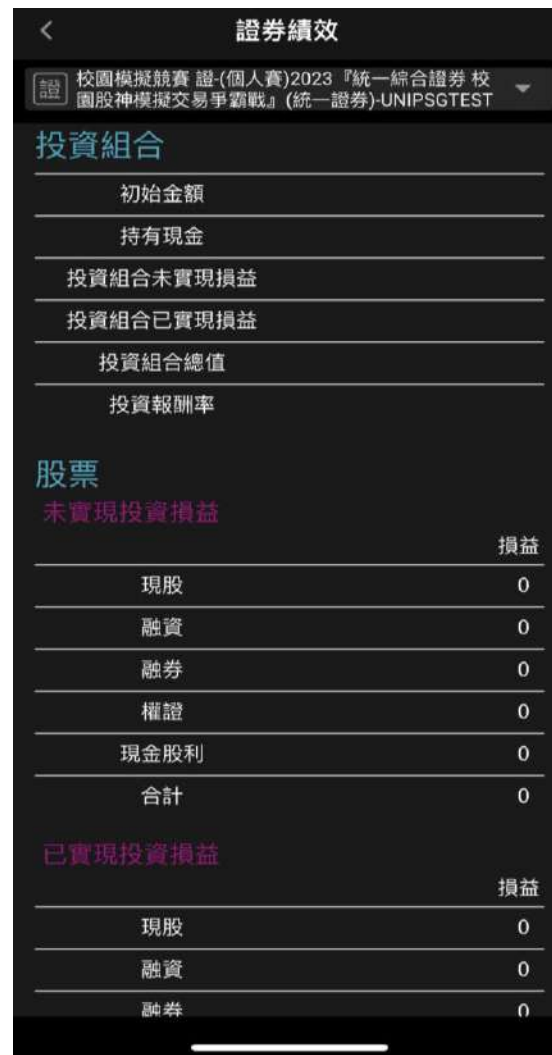 證券績效
證 校園模擬競賽 證-(個人賽)2023『統一綜合證券 校
園股神模擬交易爭霸戰』(統一證券)-UNIPSGTEST
投資組合
初始金額
持有現金
投資組合未實現損益
投資組合已實現損益
投資組合總值
投資報酬率
股票
未實現投資損益
損益
現股 0
融資 0
融券 0
權證 0
現金股利 0
合計 0
已實現投資損益
損益
現股 0
融資 0
融券 0